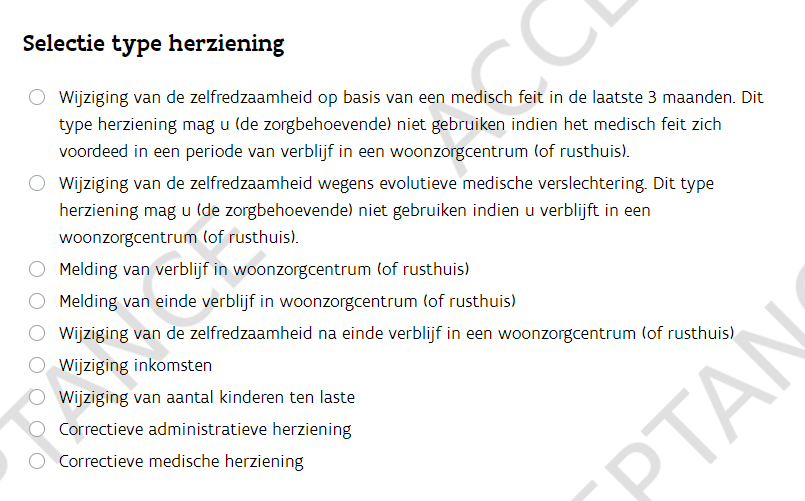 Selectie type herziening
Wijziging van de zelfredzaamheid op basis van een medisch feit in de laatste 3 maanden. Dit
type herziening mag u (de zorgbehoevende) niet gebruiken indien het medisch feit zich
voordeed in een periode van verblijf in een woonzorgcentrum (of rusthuis).
Wijziging van de zelfredzaamheid wegens evolutieve medische verslechtering. Dit type
herziening mag u (de zorgbehoevende) niet gebruiken indien u verblijft in een
woonzorgcentrum (of rusthuis).
Melding van verblijf in woonzorgcentrum (of rusthuis)
Melding van einde verblijf in woonzorgcentrum (of rusthuis)
Wijziging van de zelfredzaamheid na einde verblijf in een woonzorgcentrum (of rusthuis)
Wijziging inkomsten
Wijziging van aantal kinderen ten laste
Correctieve administratieve herziening
Correctieve medische herziening
ACCE
PTANCE
EPTANC